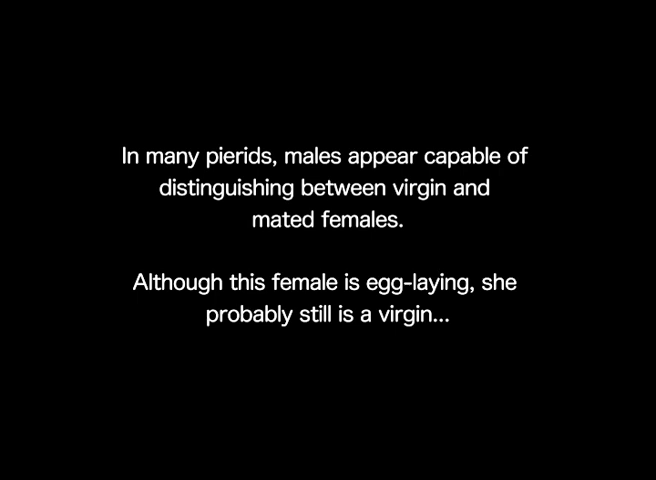 In many pierids, males appear capable of
distinguishing between virgin and
mated females.
Although this female is egg-laying, she
probably still is a virgin...